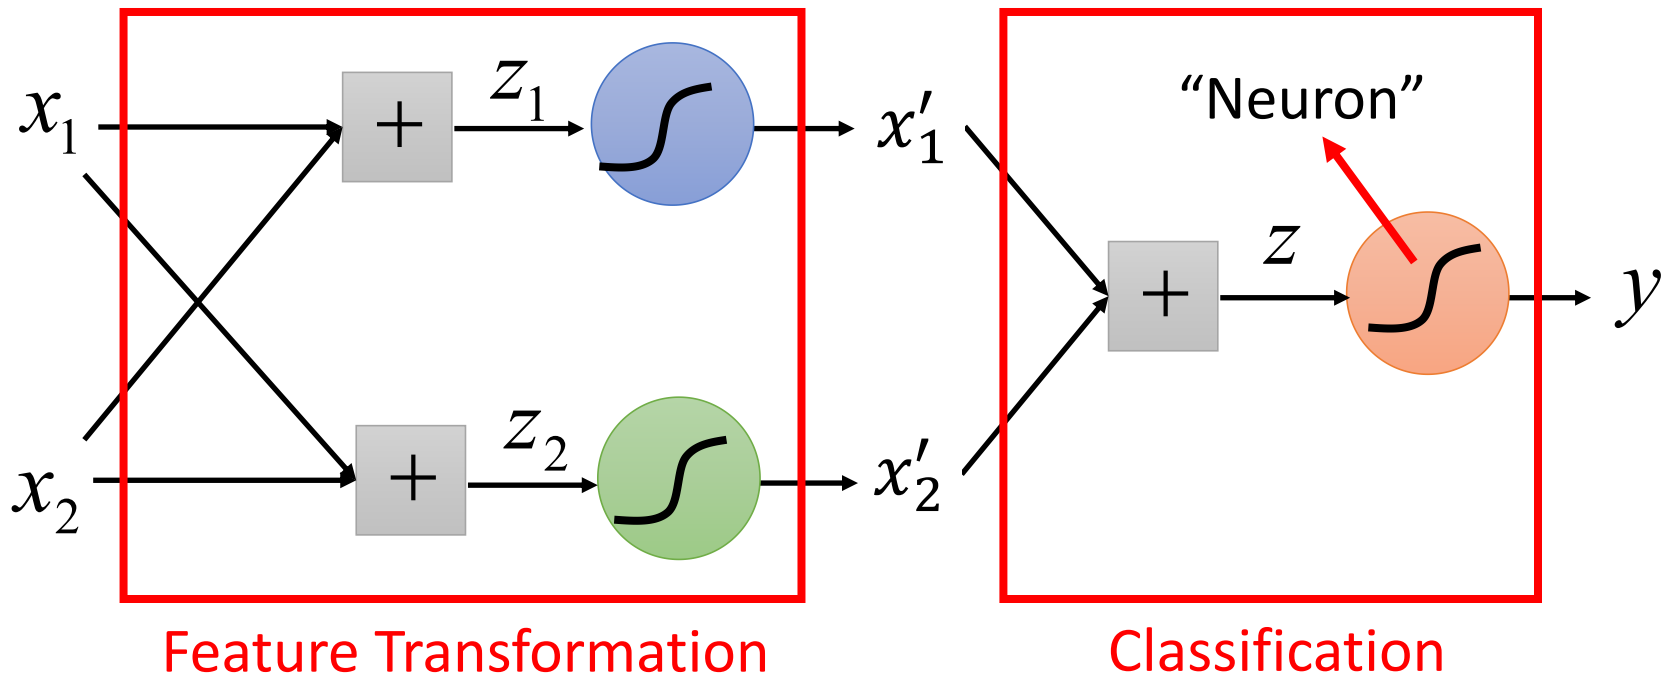 x₁
x₂
+
+
z₁
z₂
x′₁
x′₂
+
z
"Neuron"
y
Feature Transformation
Classification